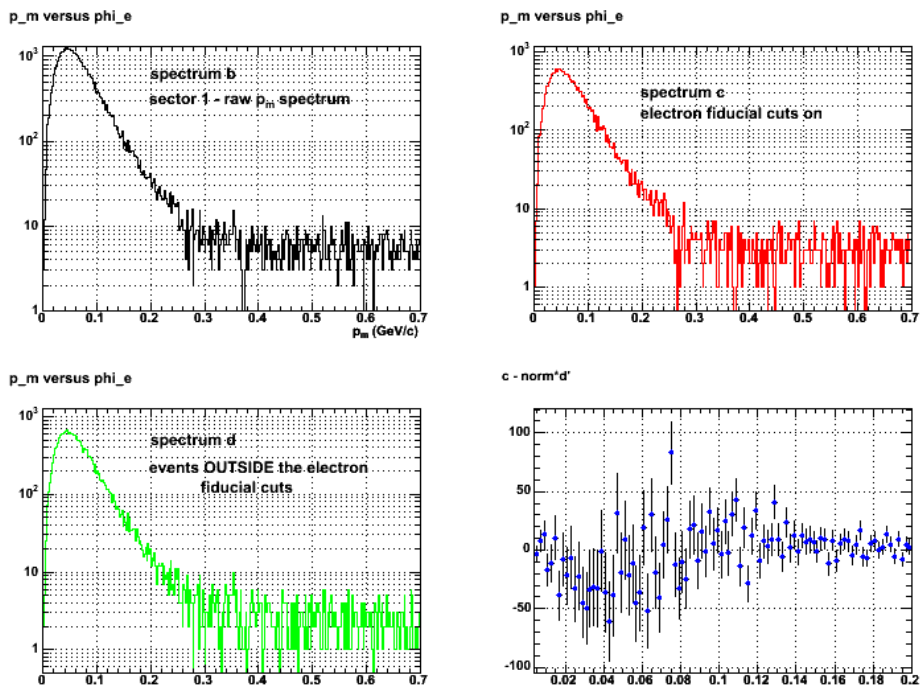 p_m versus phi_e
p_m versus phi_e
10³
10²
10
1
spectrum b
sector 1 - raw pₘ spectrum
0 0.1 0.2 0.3 0.4 0.5 0.6 0.7
pₘ (GeV/c)
10³
10²
10
1
spectrum c
electron fiducial cuts on
0 0.1 0.2 0.3 0.4 0.5 0.6 0.7
p_m versus phi_e
c - norm*d'
10³
10²
10
1
spectrum d
events OUTSIDE the electron
fiducial cuts
0 0.1 0.2 0.3 0.4 0.5 0.6 0.7
100
50
0
-50
-100
0.02 0.04 0.06 0.08 0.1 0.12 0.14 0.16 0.18 0.2